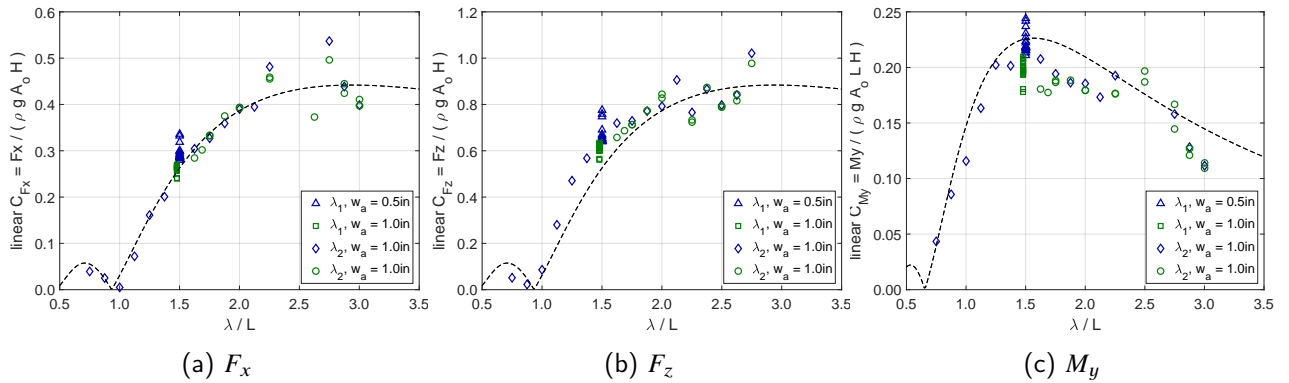 0.6
0.5
0.4
0.3
0.2
0.1
0.0
linear C_Fx = Fx / ( ρ g A_o H )
0.5 1.0 1.5 2.0 2.5 3.0 3.5
λ / L
λ_1, w_a = 0.5in
λ_1, w_a = 1.0in
λ_2, w_a = 1.0in
λ_2, w_a = 1.0in
(a) F_x
1.2
1.0
0.8
0.6
0.4
0.2
0.0
linear C_Fz = Fz / ( ρ g A_o H )
0.5 1.0 1.5 2.0 2.5 3.0 3.5
λ / L
λ_1, w_a = 0.5in
λ_1, w_a = 1.0in
λ_2, w_a = 1.0in
λ_2, w_a = 1.0in
(b) F_z
0.25
0.20
0.15
0.10
0.05
0.00
linear C_My = My / ( ρ g A_o L H )
0.5 1.0 1.5 2.0 2.5 3.0 3.5
λ / L
λ_1, w_a = 0.5in
λ_1, w_a = 1.0in
λ_2, w_a = 1.0in
λ_2, w_a = 1.0in
(c) M_y